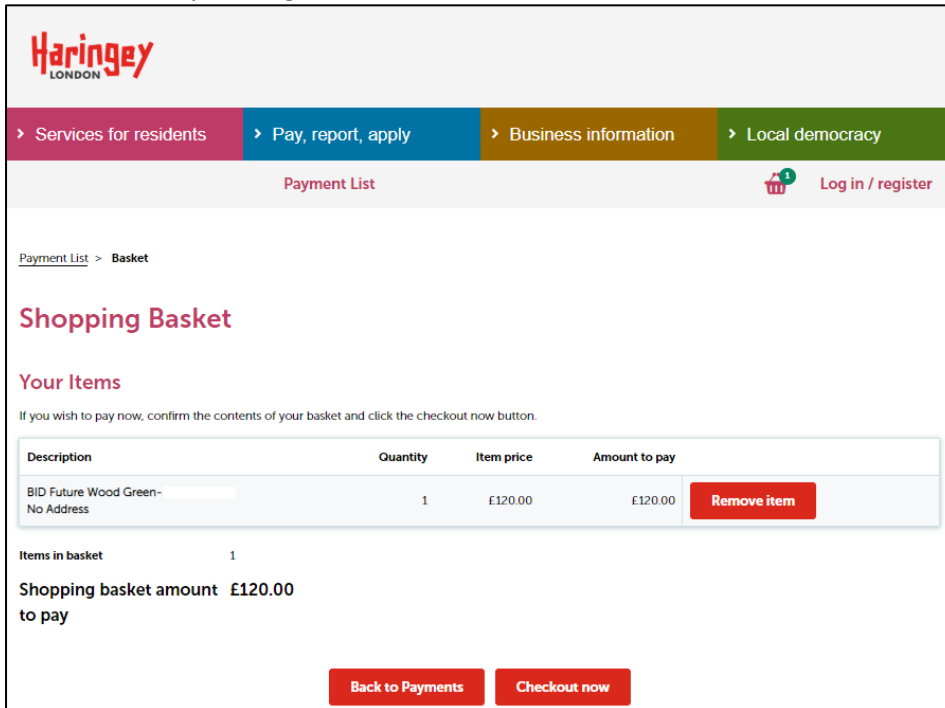 Haringey
LONDON
> Services for residents > Pay, report, apply > Business information > Local democracy
Payment List 1 Log in / register
Payment List > Basket
Shopping Basket
Your Items
If you wish to pay now, confirm the contents of your basket and click the checkout now button.
Description Quantity Item price Amount to pay
BID Future Wood Green-
No Address 1 £120.00 £120.00 Remove item
Items in basket 1
Shopping basket amount £120.00
to pay
Back to Payments Checkout now